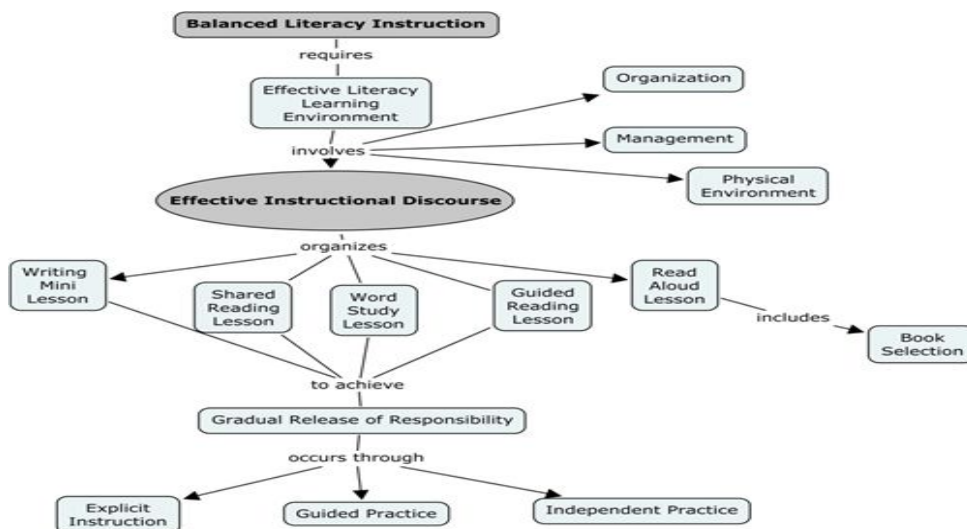 Balanced Literacy Instruction
requires
Effective Literacy
Learning
Environment
Organization
involves
Management
Physical
Environment
Effective Instructional Discourse
organizes
Writing
Mini
Lesson
Shared
Reading
Lesson
Word
Study
Lesson
Guided
Reading
Lesson
Read
Aloud
Lesson
includes
Book
Selection
to achieve
Gradual Release of Responsibility
occurs through
Explicit
Instruction
Guided Practice
Independent Practice